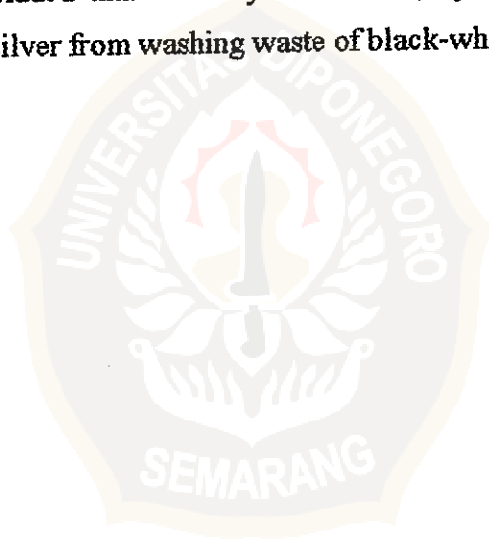 ilver from washing waste of black-wh
UNIVERSITAS DIPONEGORO
SEMARANG